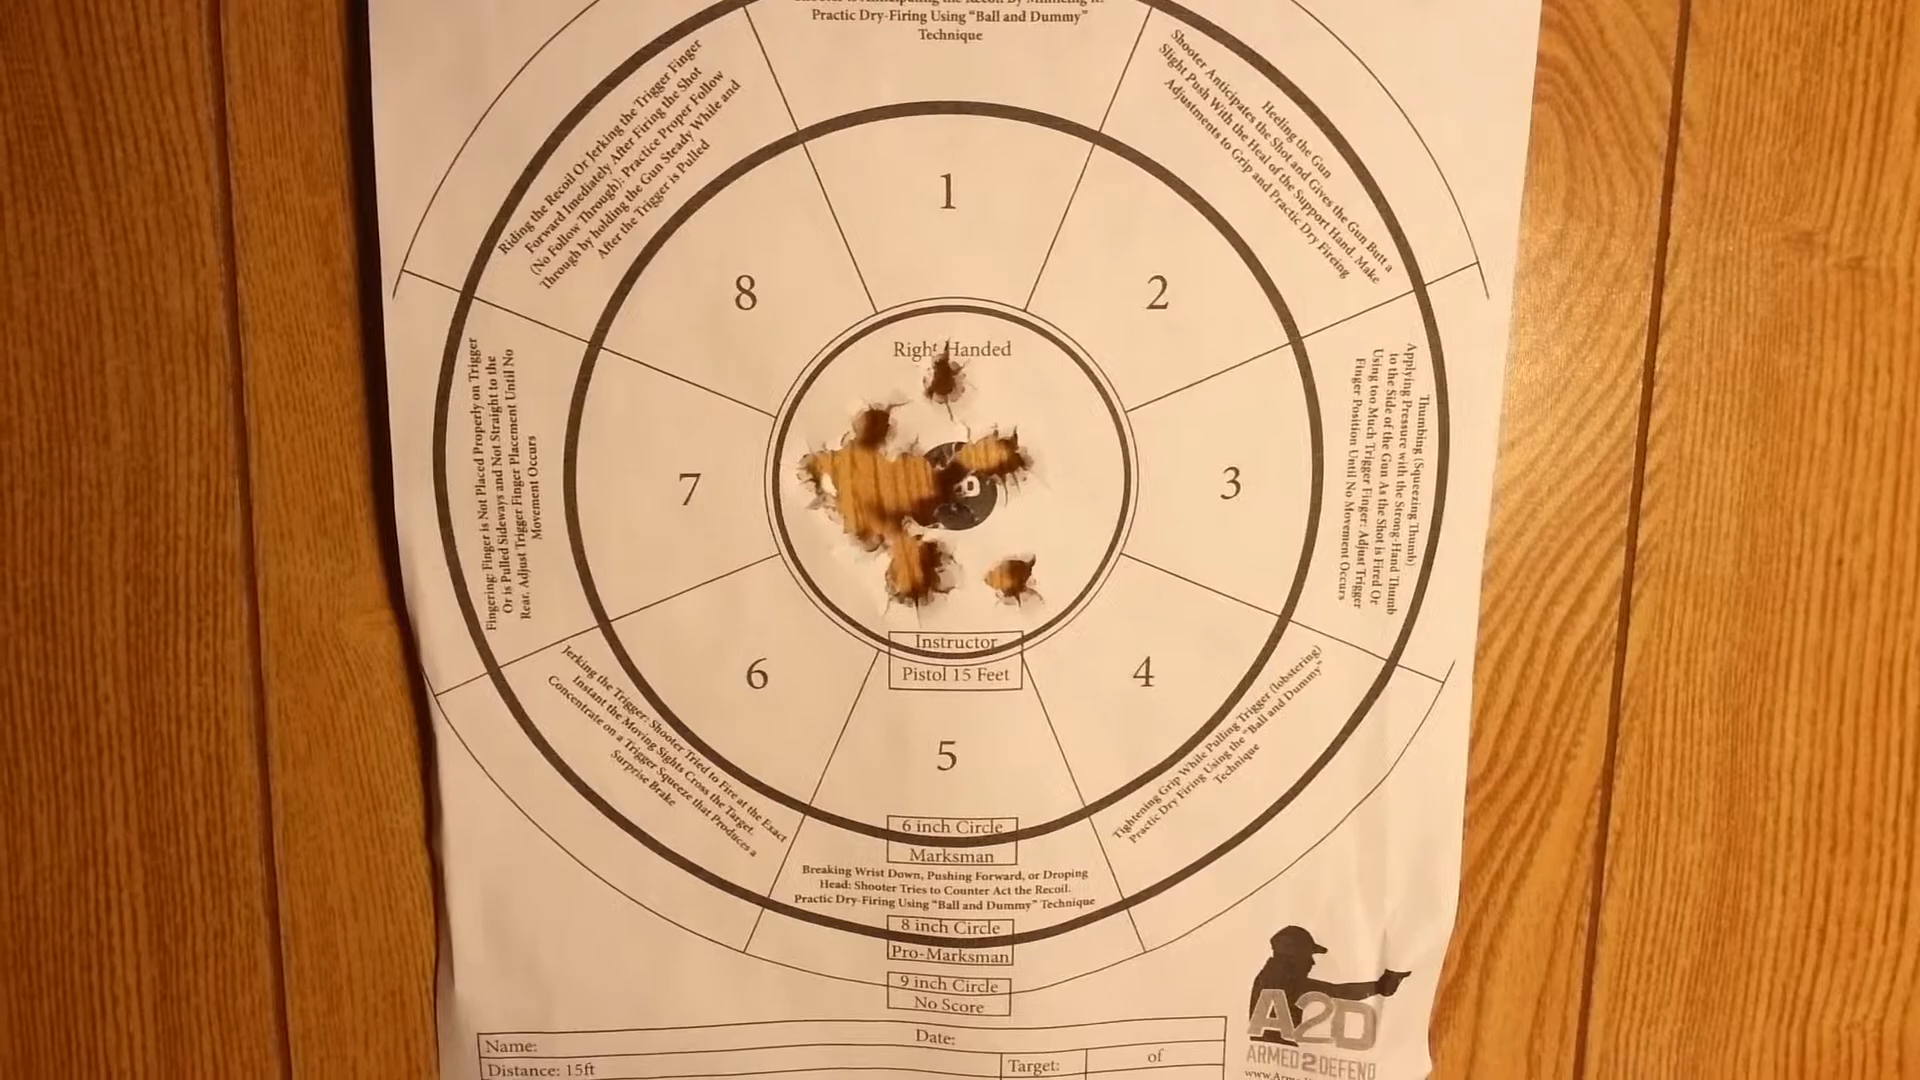 Shooter is Anticipating the Recoil By Mimicing It.
Practic Dry-Firing Using “Ball and Dummy”
Technique
Riding the Recoil Or Jerking the Trigger Finger
Forward Imediately After Firing the Shot
(No Follow Through): Practice Proper Follow
Through by holding the Gun Steady While and
After the Trigger is Pulled
Heeling the Gun
Shooter Anticipates the Shot and Gives the Gun Butt a
Slight Push With the Heal of the Support Hand. Make
Adjustments to Grip and Practic Dry Fireing
1
8
2
Right Handed
Fingering: Finger is Not Placed Properly on Trigger
Or is Pulled Sideways and Not Straight to the
Rear. Adjust Trigger Finger Placement Until No
Movement Occurs
7
3
Thumbing (Squeezing Thumb)
Applying Pressure with the Strong-Hand Thumb
to the Side of the Gun As the Shot is Fired Or
Using too Much Trigger Finger: Adjust Trigger
Finger Position Until No Movement Occurs
Instructor
Pistol 15 Feet
6
4
5
Jerking the Trigger: Shooter Tried to Fire at the Exact
Instant the Moving Sights Cross the Target.
Concentrate on a Trigger Squeeze that Produces a
Surprise Brake
Tightening Grip While Pulling Trigger (lobstering)
Practic Dry Firing Using the “Ball and Dummy”
Technique
6 inch Circle
Marksman
Breaking Wrist Down, Pushing Forward, or Droping
Head: Shooter Tries to Counter Act the Recoil.
Practic Dry-Firing Using “Ball and Dummy” Technique
8 inch Circle
Pro-Marksman
9 inch Circle
No Score
Name:
Date:
Distance: 15ft
Target:
of
A2D
ARMED2DEFEND